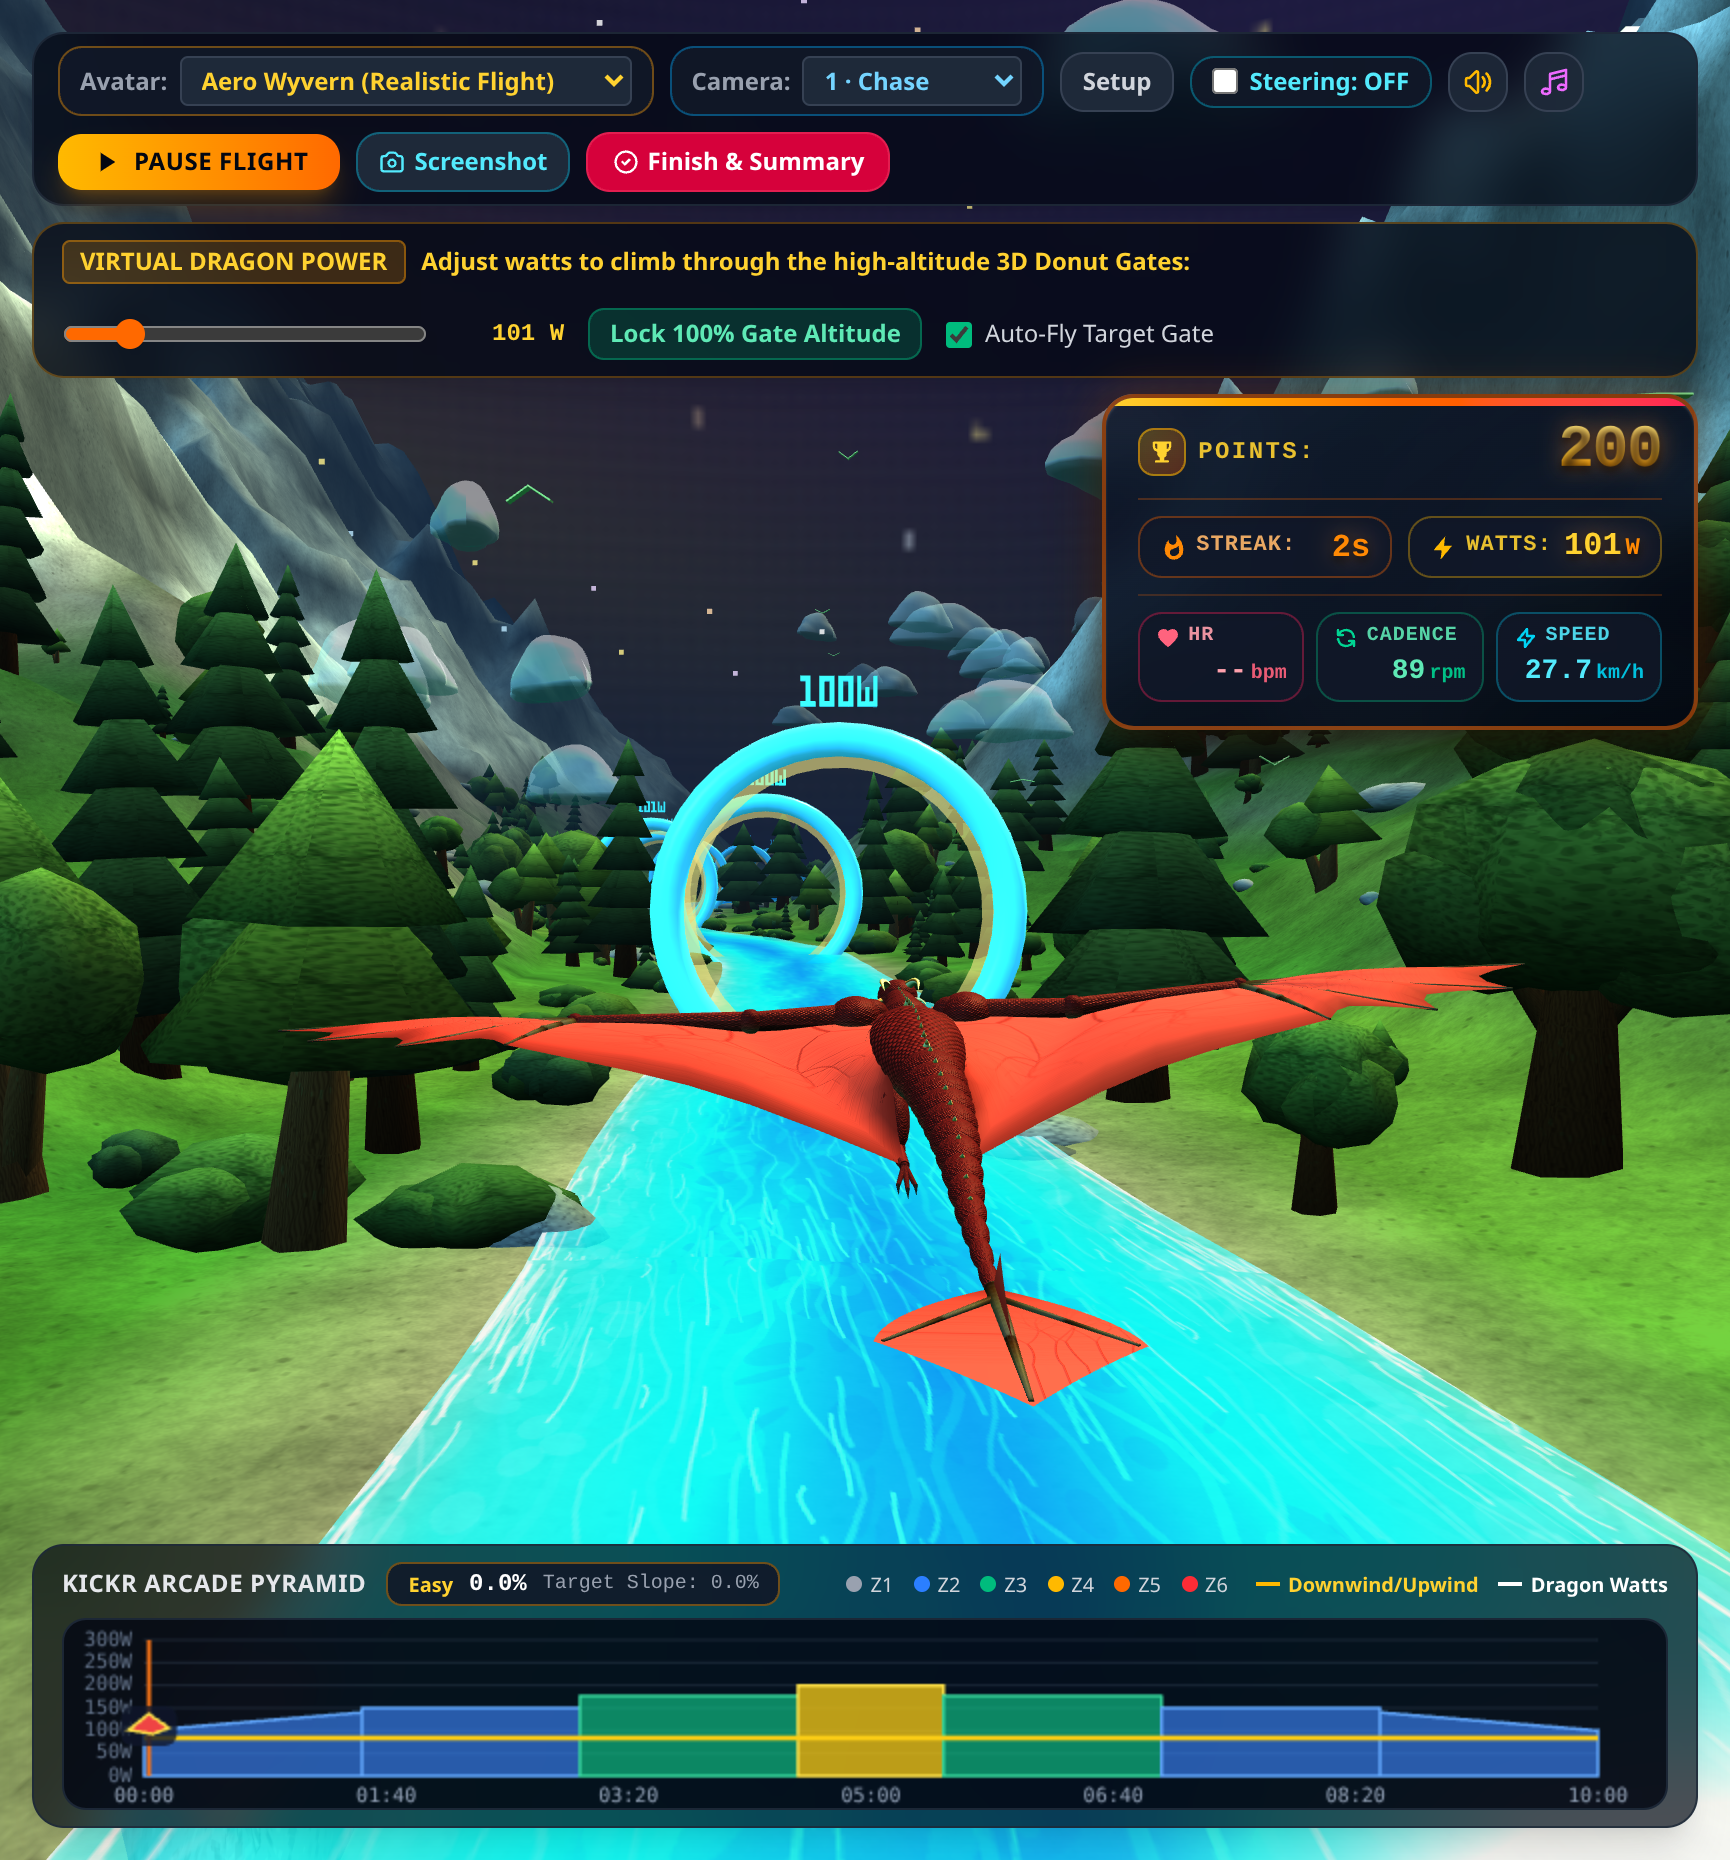 Avatar: Aero Wyvern (Realistic Flight) Camera: 1 · Chase Setup Steering: OFF
PAUSE FLIGHT Screenshot Finish & Summary
VIRTUAL DRAGON POWER Adjust watts to climb through the high-altitude 3D Donut Gates:
101 W Lock 100% Gate Altitude Auto-Fly Target Gate
POINTS: 200
STREAK: 2s WATTS: 101 W
HR CADENCE SPEED
-- bpm 89 rpm 27.7 km/h
100W
101W
KICKR ARCADE PYRAMID Easy 0.0% Target Slope: 0.0% Z1 Z2 Z3 Z4 Z5 Z6 Downwind/Upwind Dragon Watts
300W
250W
200W
150W
100W
50W
0W
00:00 01:40 03:20 05:00 06:40 08:20 10:00